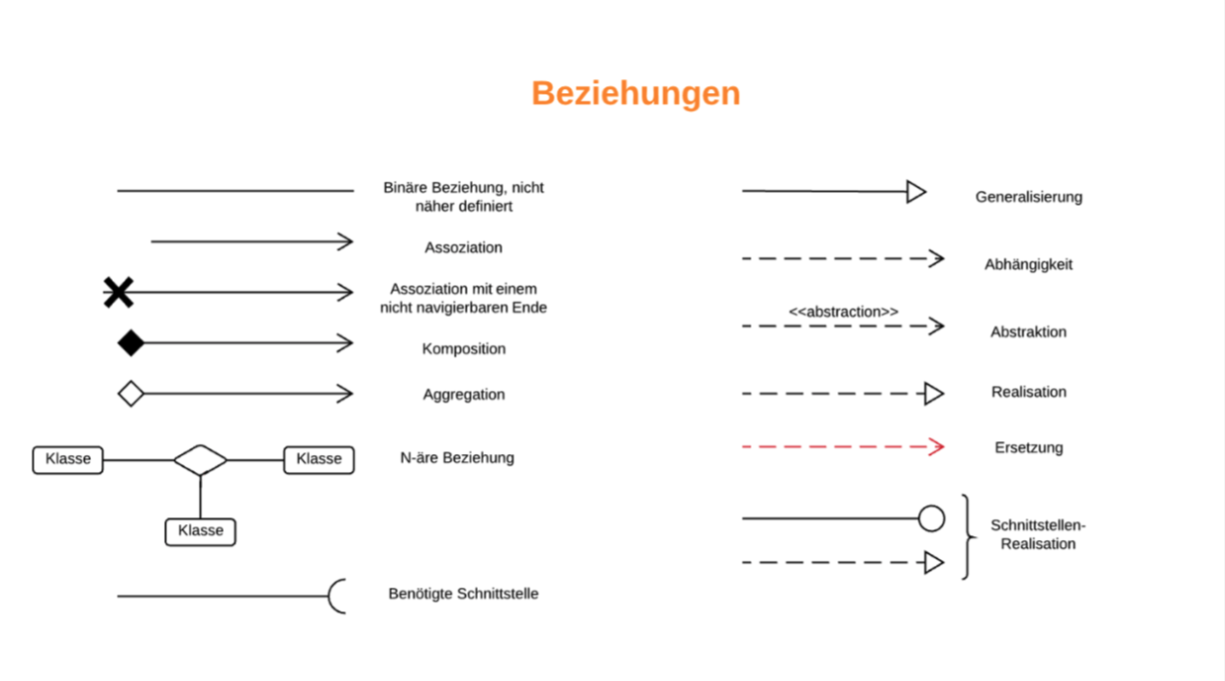 Beziehungen
Binäre Beziehung, nicht
näher definiert
Assoziation
Assoziation mit einem
nicht navigierbaren Ende
Komposition
Aggregation
Klasse
Klasse
N-äre Beziehung
Klasse
Benötigte Schnittstelle
Generalisierung
Abhängigkeit
<<abstraction>>
Abstraktion
Realisation
Ersetzung
Schnittstellen-
Realisation